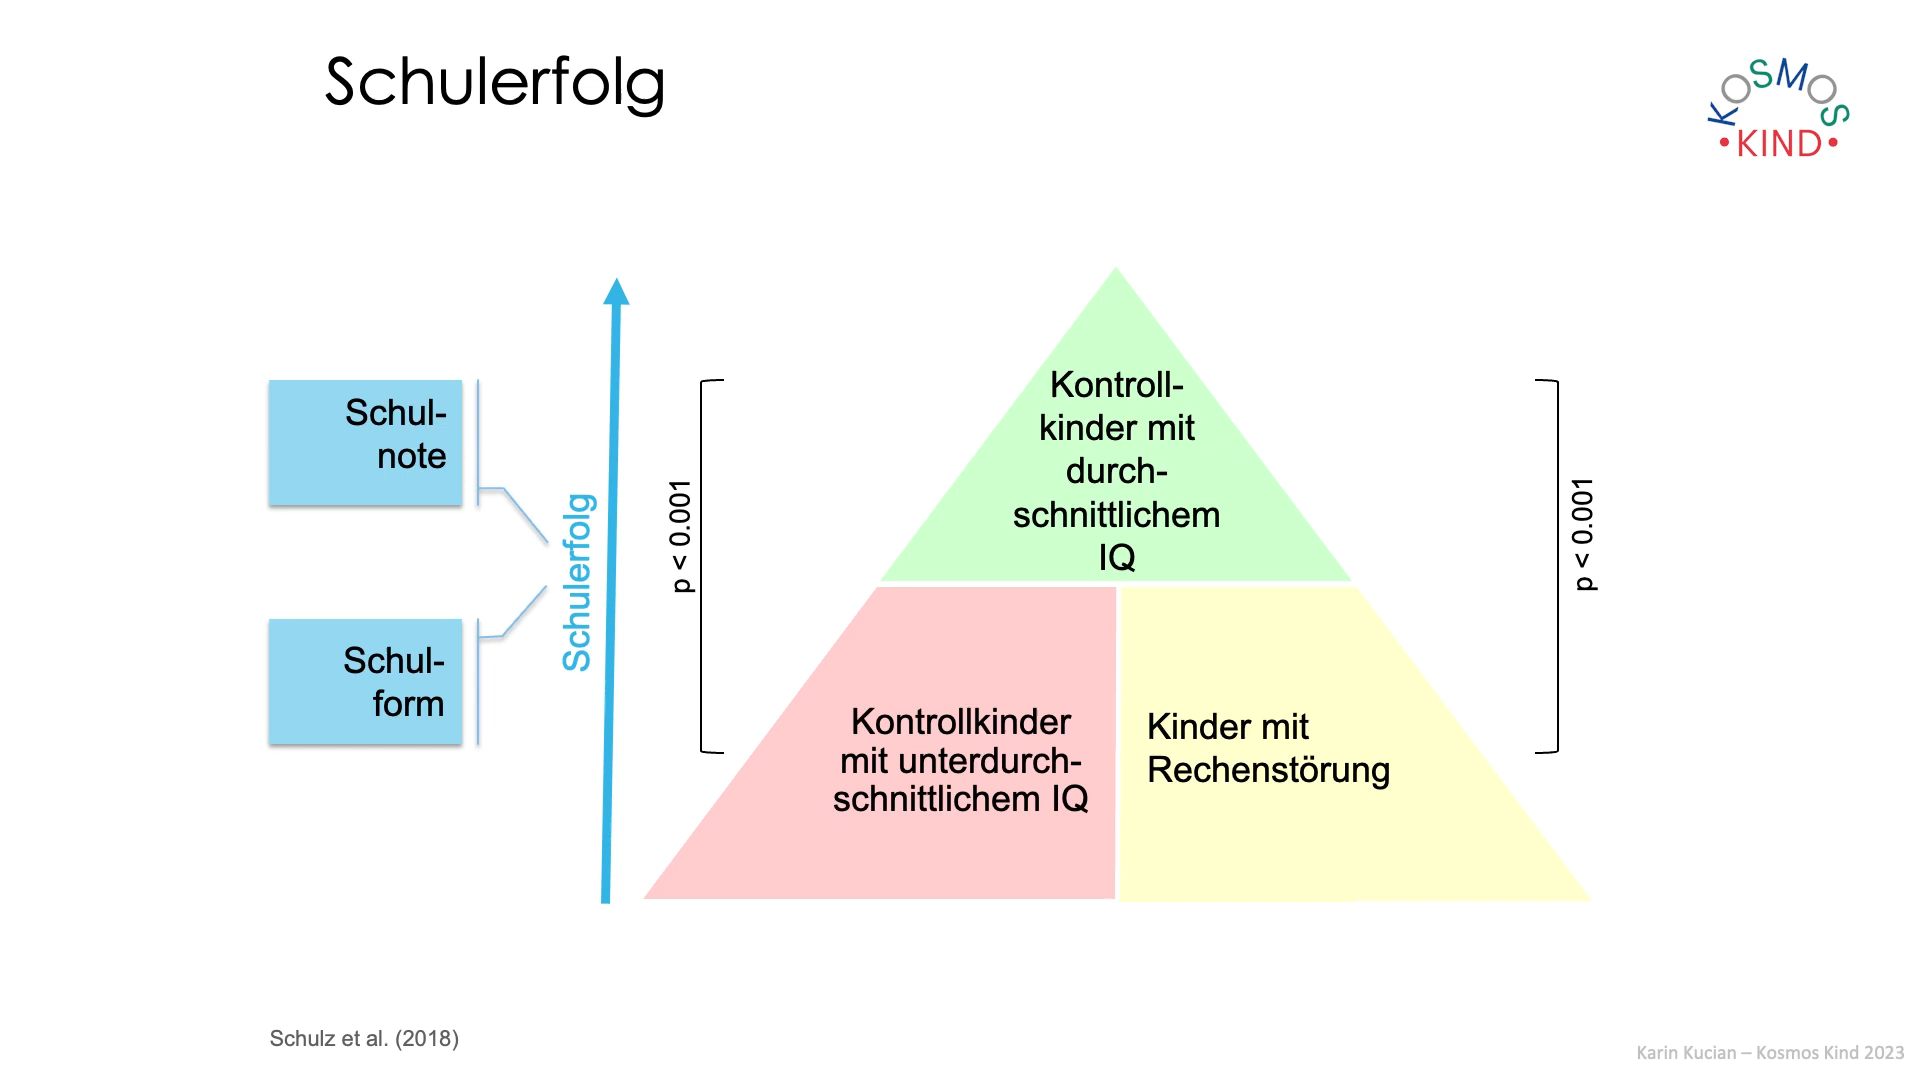 Schulerfolg
KOSMOS
• KIND •
Schul-
note
Schul-
form
Schulerfolg
p < 0.001
Kontroll-
kinder mit
durch-
schnittlichem
IQ
Kontrollkinder
mit unterdurch-
schnittlichem IQ
Kinder mit
Rechenstörung
p < 0.001
Schulz et al. (2018)
Karin Kucian – Kosmos Kind 2023